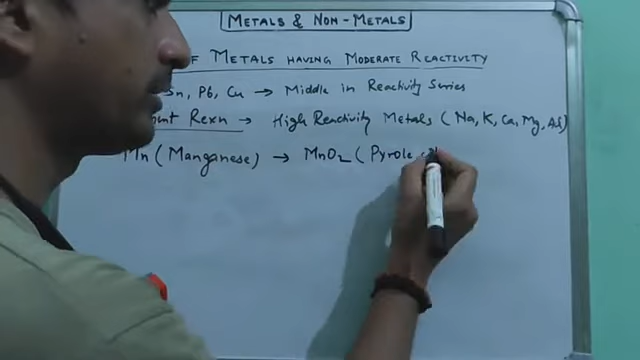 METALS & NON-METALS
OF METALS HAVING MODERATE REACTIVITY
Sn, Pb, Cu → Middle in Reactivity Series
Rexn → High Reactivity Metals (Na, K, Ca, Mg, Al)
Mn (Manganese) → MnO2 (Pyrole